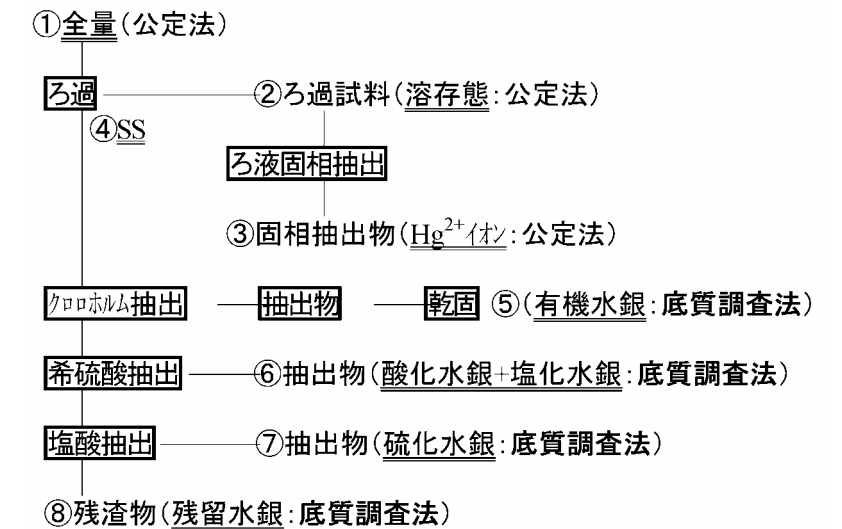 ①全量(公定法)
ろ過 ②ろ過試料(溶存態:公定法)
④SS
ろ液固相抽出
③固相抽出物(Hg²⁺イオン:公定法)
クロロホルム抽出 抽出物 乾固 ⑤(有機水銀:底質調査法)
希硫酸抽出 ⑥抽出物(酸化水銀+塩化水銀:底質調査法)
塩酸抽出 ⑦抽出物(硫化水銀:底質調査法)
⑧残渣物(残留水銀:底質調査法)